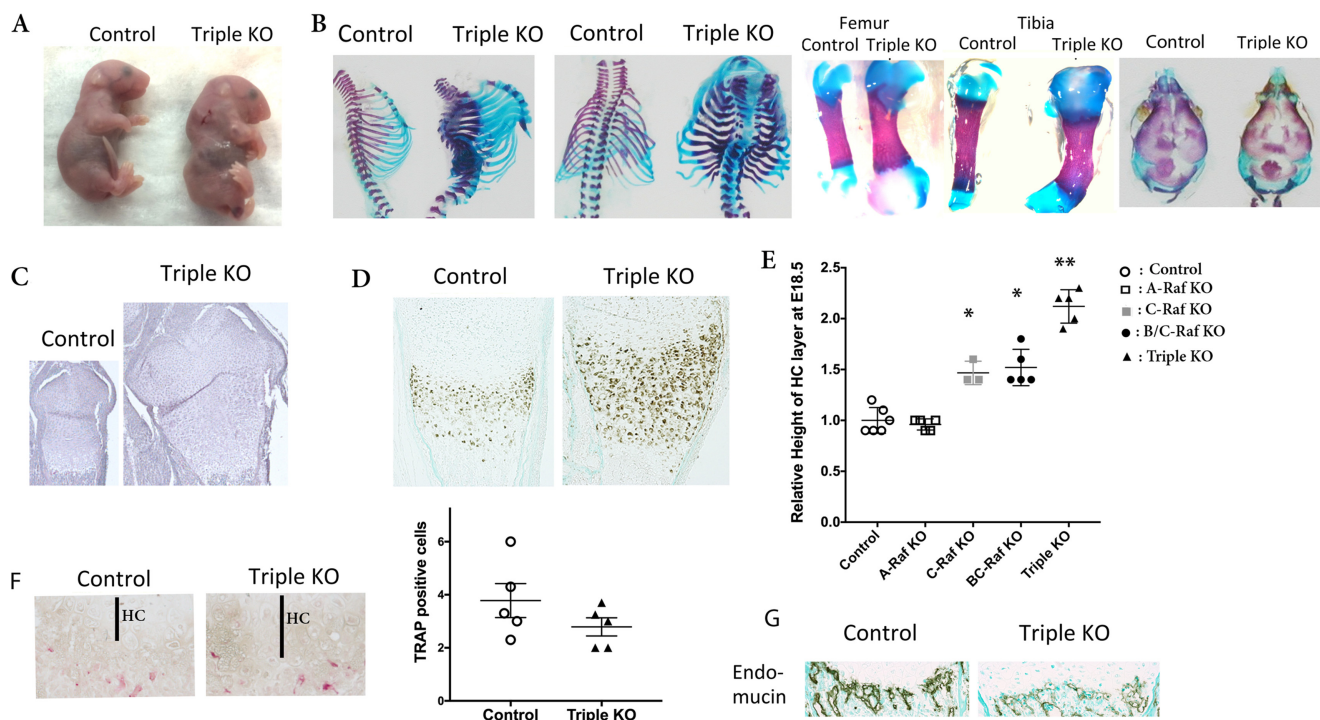 A
Control
Triple KO
B
Control
Triple KO
Control
Triple KO
Femur
Control Triple KO
Tibia
Control
Triple KO
Control
Triple KO
C
Triple KO
Control
D
Control
Triple KO
E
Relative Height of HC layer at E18.5
2.5
2.0
1.5
1.0
0.5
0.0
*
*
**
Control
A-Raf KO
C-Raf KO
BC-Raf KO
Triple KO
: Control
: A-Raf KO
: C-Raf KO
: B/C-Raf KO
: Triple KO
F
Control
Triple KO
HC
HC
TRAP positive cells
6
4
2
0
Control
Triple KO
G
Control
Triple KO
Endo-
mucin